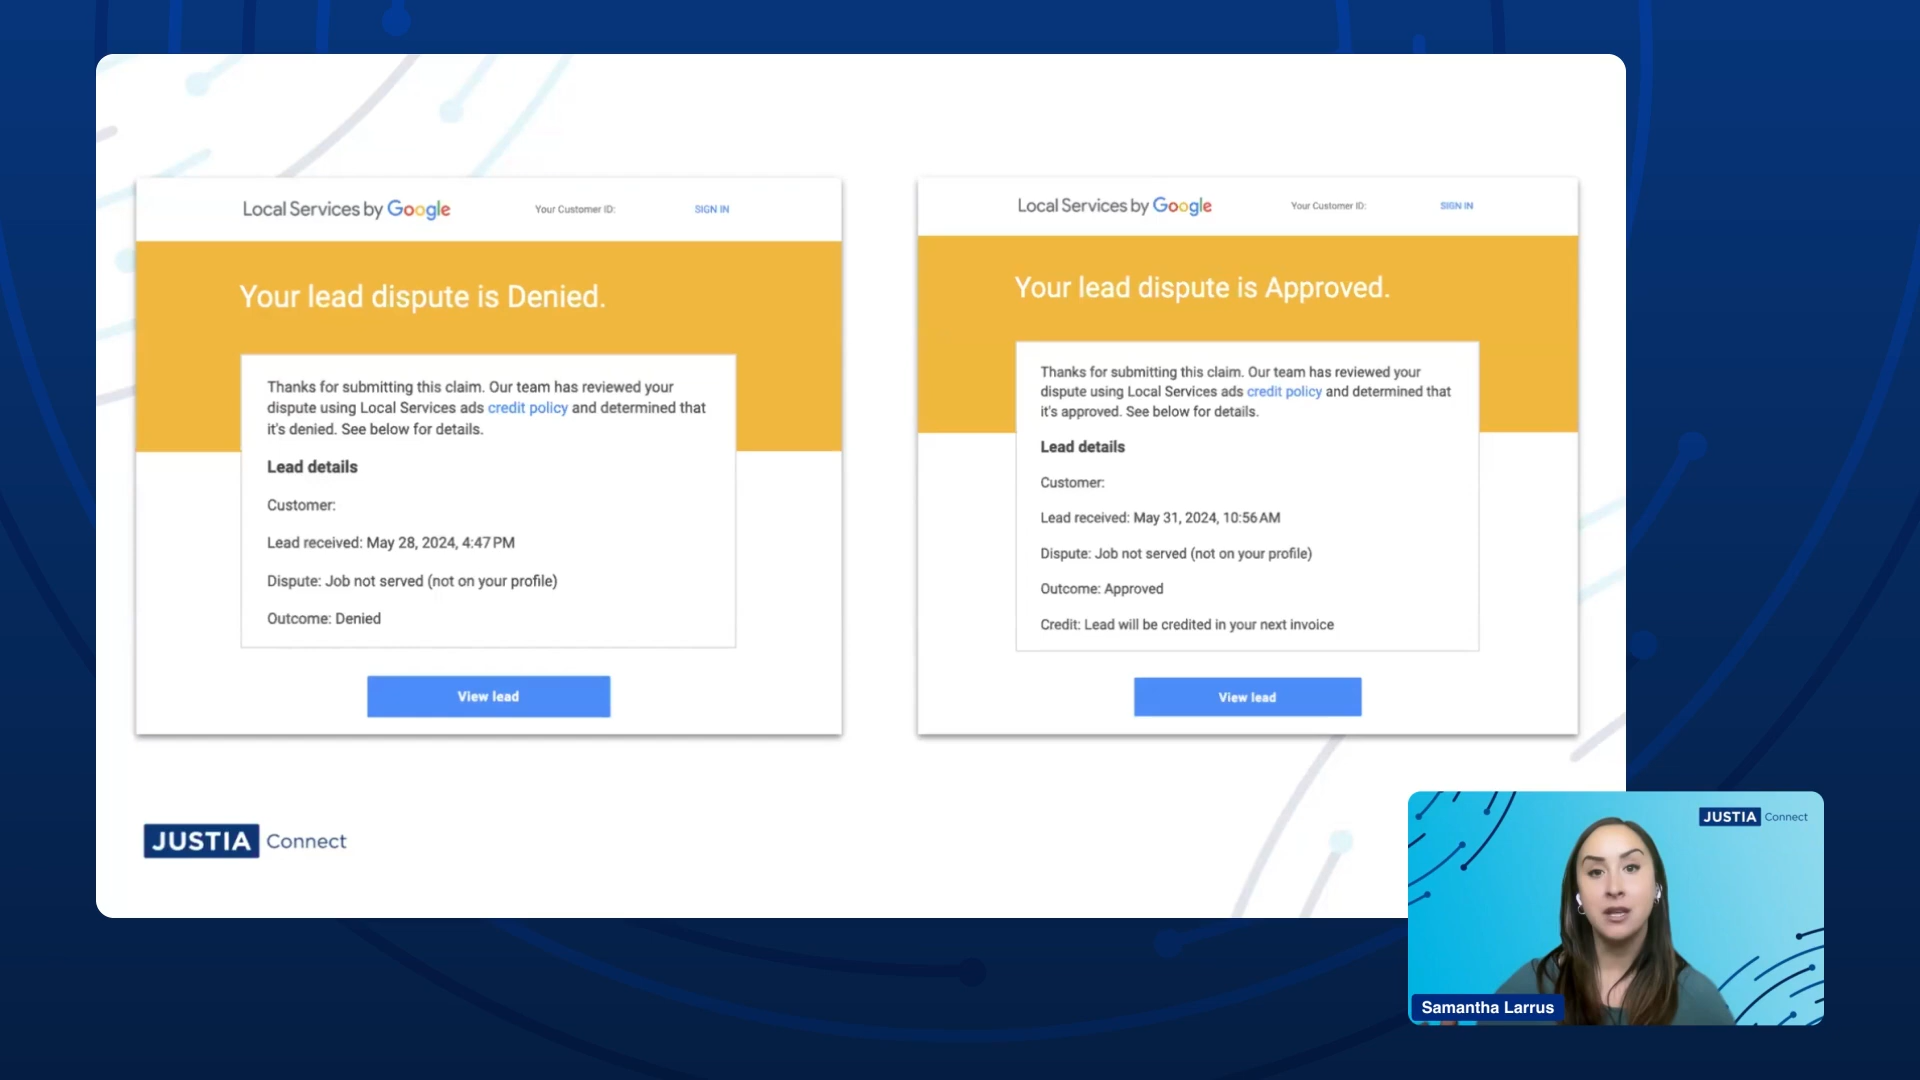 Local Services by Google
Your Customer ID:
SIGN IN
Your lead dispute is Denied.
Thanks for submitting this claim. Our team has reviewed your
dispute using Local Services ads credit policy and determined that
it's denied. See below for details.
Lead details
Customer:
Lead received: May 28, 2024, 4:47 PM
Dispute: Job not served (not on your profile)
Outcome: Denied
View lead
Local Services by Google
Your Customer ID:
SIGN IN
Your lead dispute is Approved.
Thanks for submitting this claim. Our team has reviewed your
dispute using Local Services ads credit policy and determined that
it's approved. See below for details.
Lead details
Customer:
Lead received: May 31, 2024, 10:56 AM
Dispute: Job not served (not on your profile)
Outcome: Approved
Credit: Lead will be credited in your next invoice
View lead
JUSTIA Connect
JUSTIA Connect
Samantha Larrus